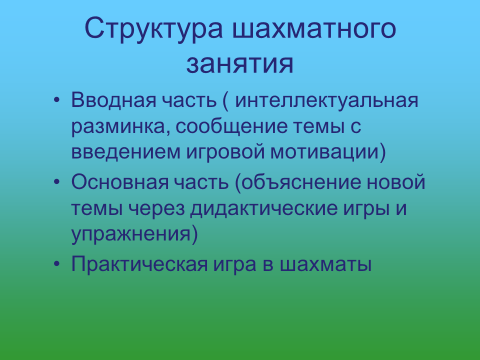 Структура шахматного
занятия
• Вводная часть ( интеллектуальная
разминка, сообщение темы с
введением игровой мотивации)
• Основная часть (объяснение новой
темы через дидактические игры и
упражнения)
• Практическая игра в шахматы